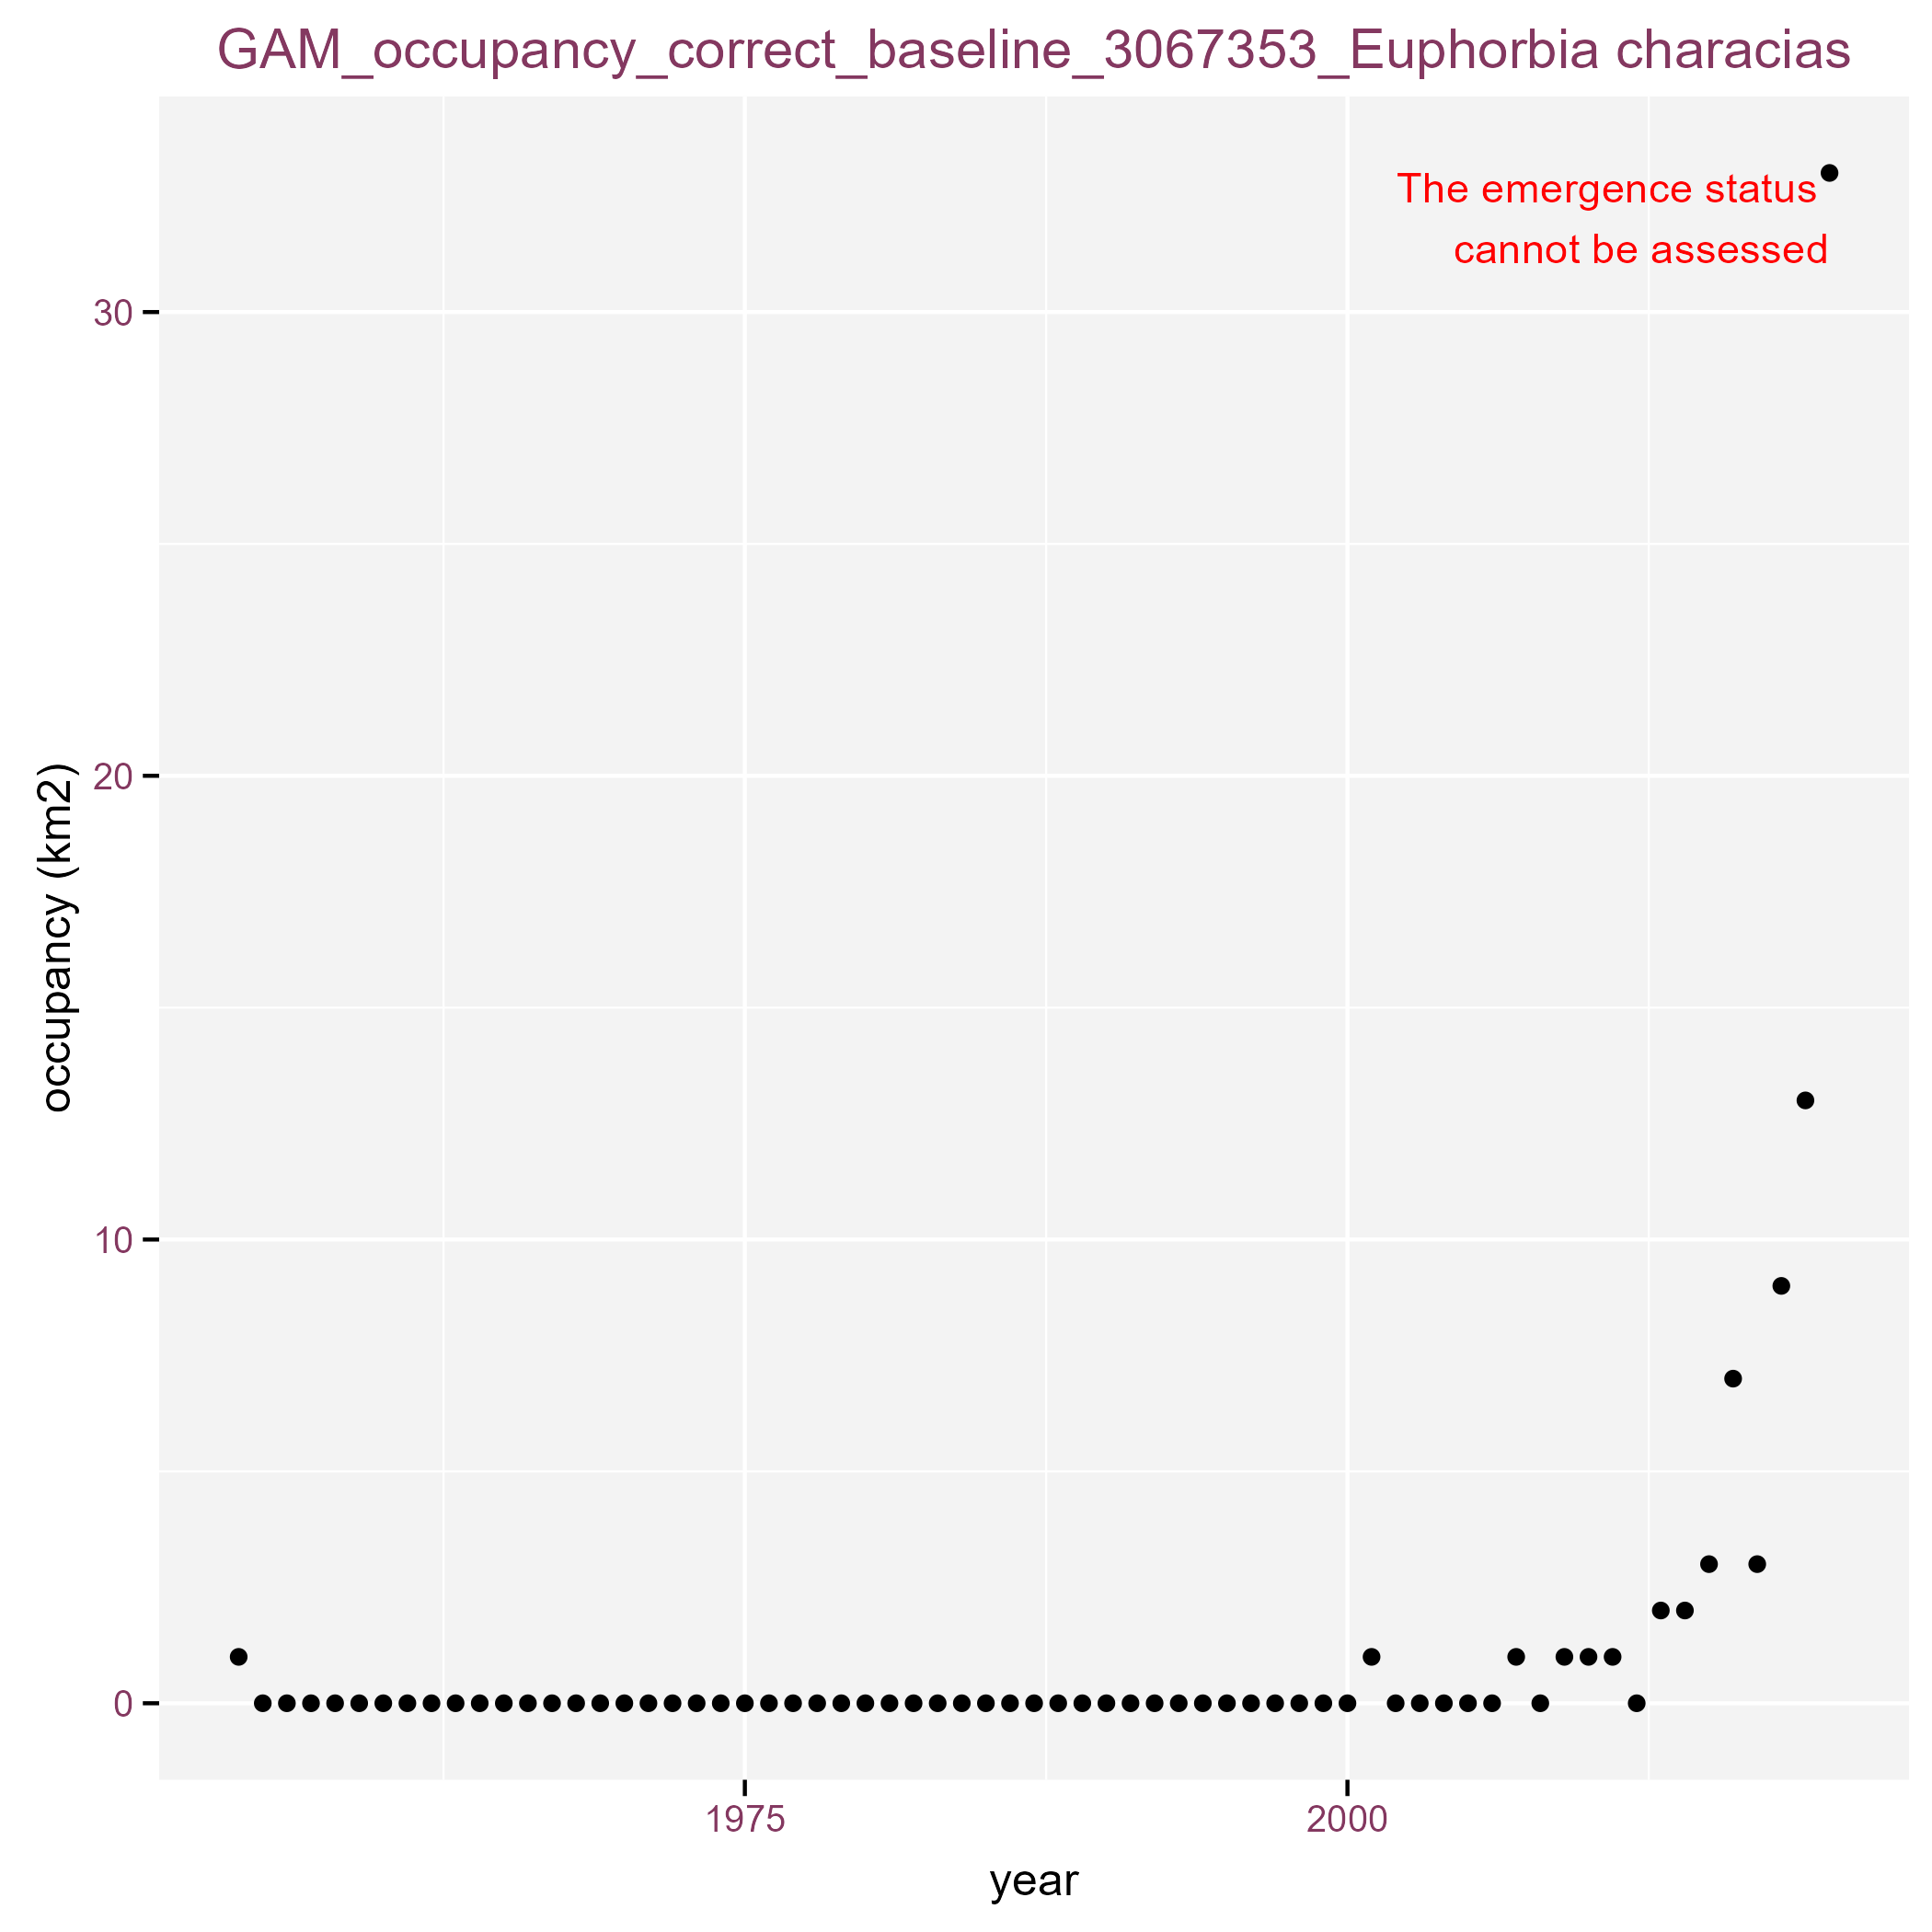 GAM_occupancy_correct_baseline_3067353_Euphorbia characias
The emergence status
cannot be assessed
30
20
10
0
occupancy (km2)
1975
2000
year